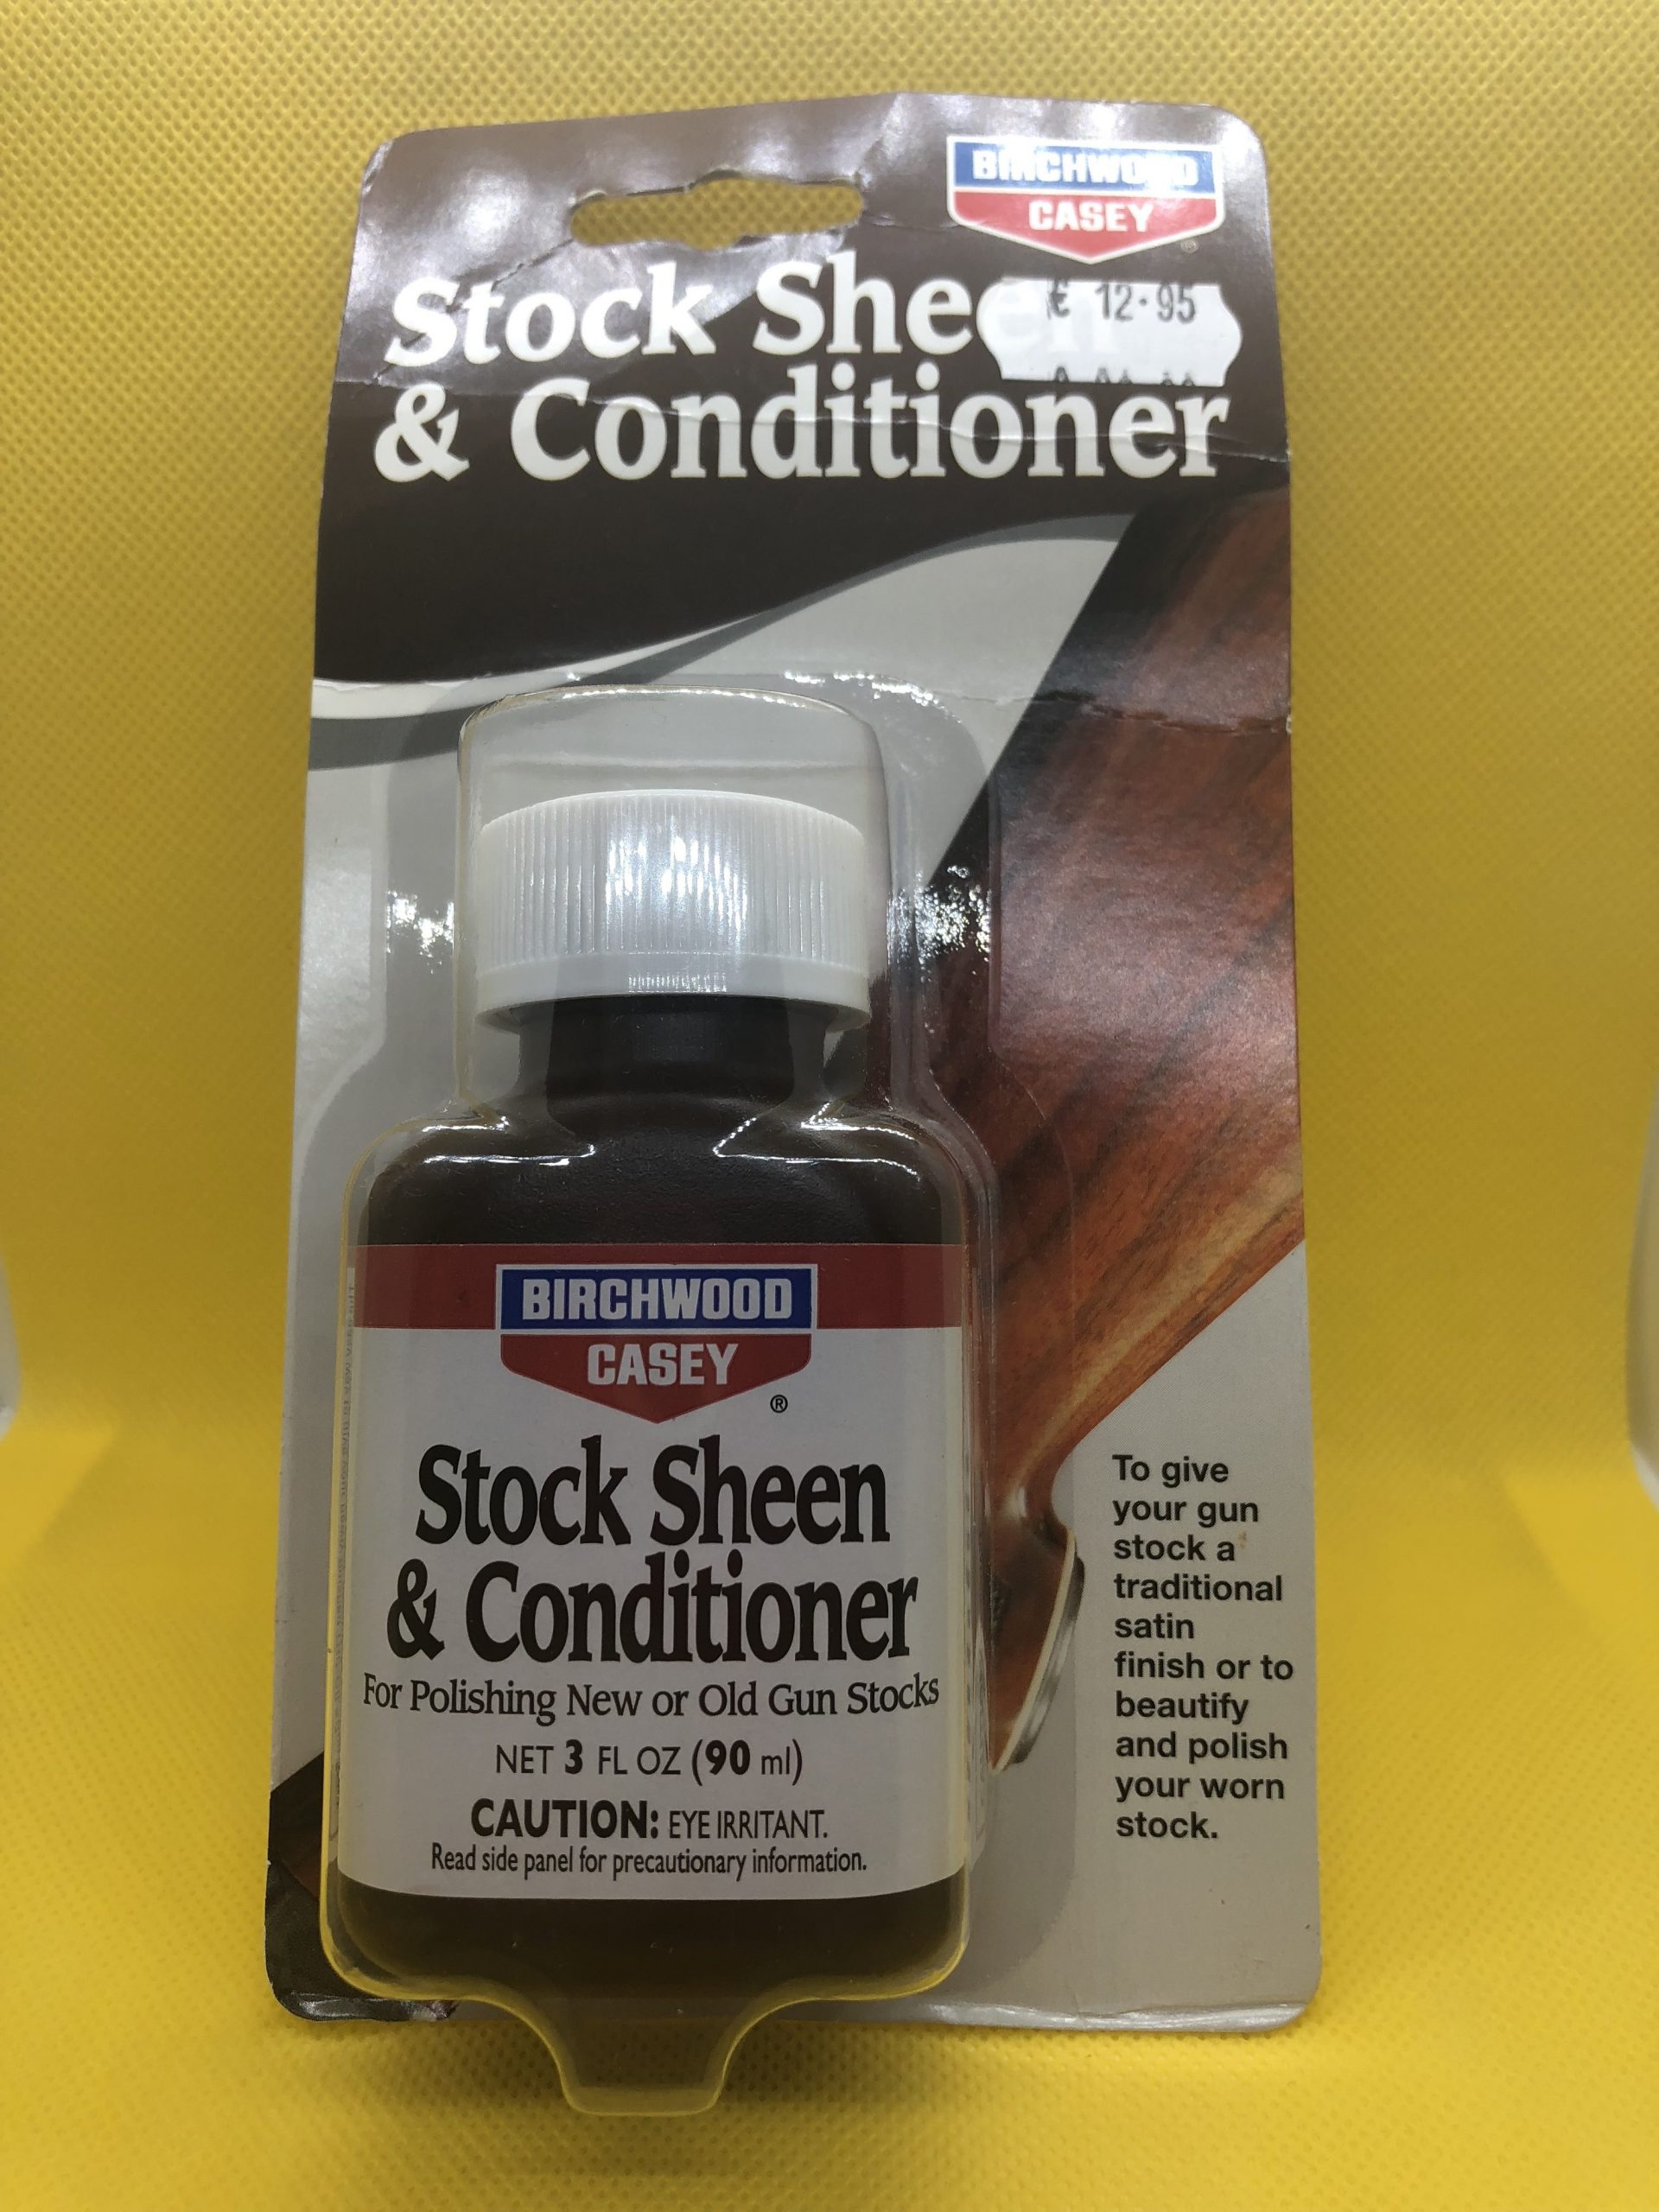 BIRCHWOOD
CASEY
®
Stock Sheen
€ 12·95
& Conditioner
BIRCHWOOD
CASEY
®
Stock Sheen
& Conditioner
For Polishing New or Old Gun Stocks
NET 3 FL OZ (90 ml)
CAUTION: EYE IRRITANT.
Read side panel for precautionary information.
To give
your gun
stock a
traditional
satin
finish or to
beautify
and polish
your worn
stock.